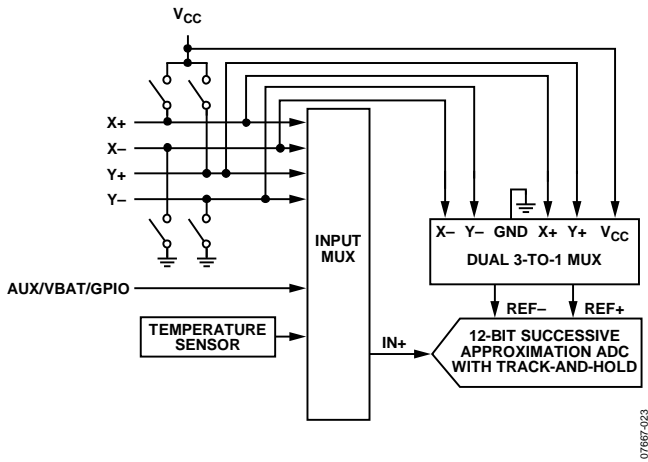 VCC
X+
X–
Y+
Y–
AUX/VBAT/GPIO
TEMPERATURE
SENSOR
INPUT
MUX
X– Y– GND X+ Y+ VCC
DUAL 3-TO-1 MUX
REF– REF+
IN+
12-BIT SUCCESSIVE
APPROXIMATION ADC
WITH TRACK-AND-HOLD
07667-023